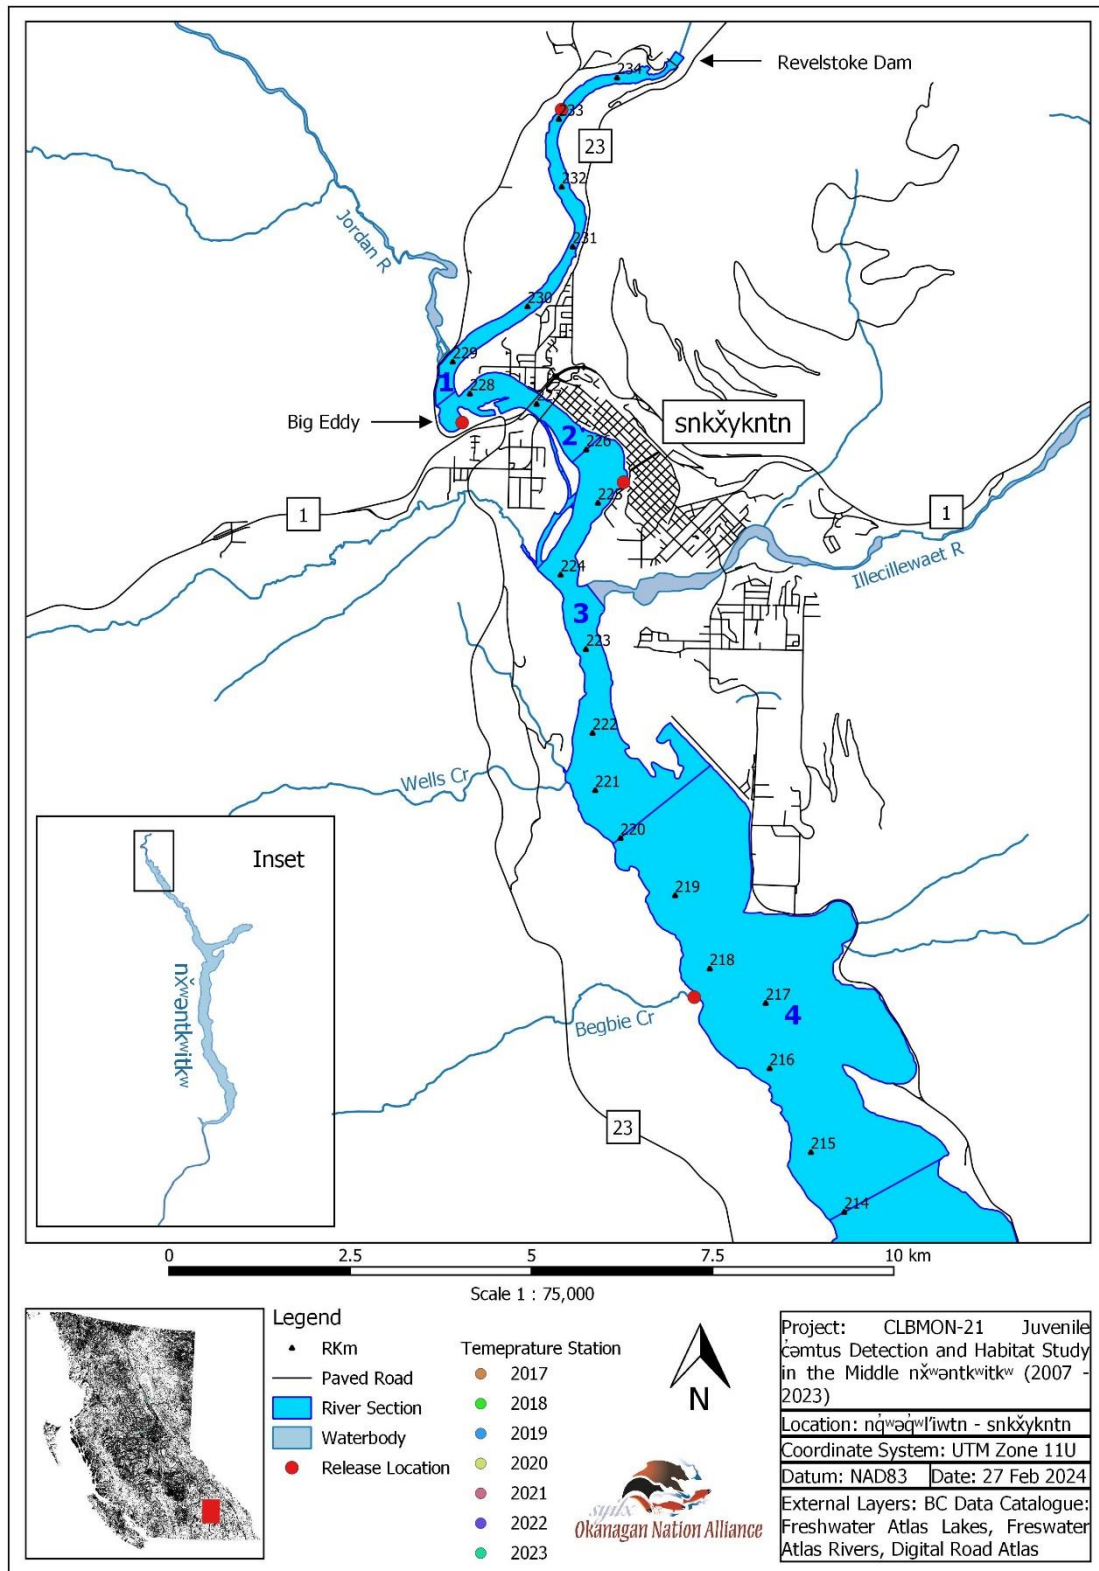 Revelstoke Dam
234
233
23
232
Jordan R
231
230
229
1
228
227
Big Eddy
2
226
snkx̌ykntn
225
1
1
224
Illecillewaet R
3
223
222
Wells Cr
221
220
Inset
219
nx̌ʷəntkʷitkʷ
218
217
4
Begbie Cr
216
23
215
214
0 2.5 5 7.5 10 km
Scale 1 : 75,000
Legend
RKm
Paved Road
River Section
Waterbody
Release Location
Temeprature Station
2017
2018
2019
2020
2021
2022
2023
N
syilx
Okanagan Nation Alliance
Project: CLBMON-21 Juvenile
c̓əmtus Detection and Habitat Study
in the Middle nx̌ʷəntkʷitkʷ (2007 -
2023)
Location: nq̓ʷəq̓ʷl̓iwtn - snkx̌ykntn
Coordinate System: UTM Zone 11U
Datum: NAD83 Date: 27 Feb 2024
External Layers: BC Data Catalogue:
Freshwater Atlas Lakes, Freswater
Atlas Rivers, Digital Road Atlas